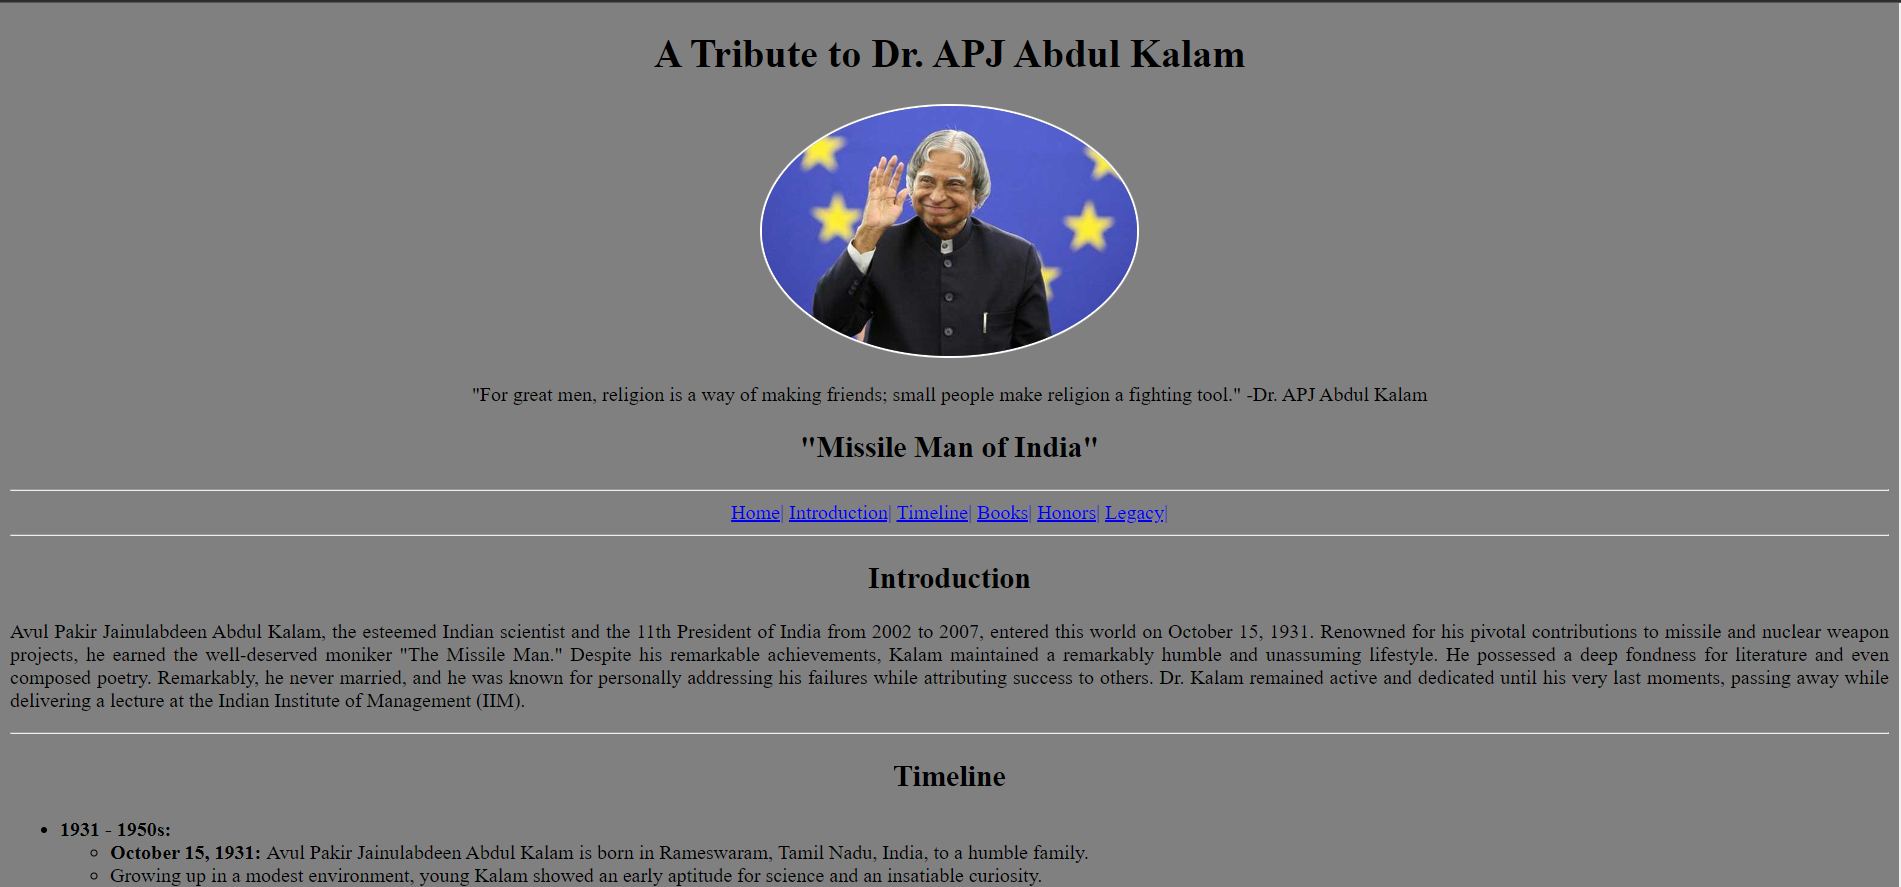 A Tribute to Dr. APJ Abdul Kalam
"For great men, religion is a way of making friends; small people make religion a fighting tool." -Dr. APJ Abdul Kalam
"Missile Man of India"
Home| Introduction| Timeline| Books| Honors| Legacy|
Introduction
Avul Pakir Jainulabdeen Abdul Kalam, the esteemed Indian scientist and the 11th President of India from 2002 to 2007, entered this world on October 15, 1931. Renowned for his pivotal contributions to missile and nuclear weapon
projects, he earned the well-deserved moniker "The Missile Man." Despite his remarkable achievements, Kalam maintained a remarkably humble and unassuming lifestyle. He possessed a deep fondness for literature and even
composed poetry. Remarkably, he never married, and he was known for personally addressing his failures while attributing success to others. Dr. Kalam remained active and dedicated until his very last moments, passing away while
delivering a lecture at the Indian Institute of Management (IIM).
Timeline
• 1931 - 1950s:
◦ October 15, 1931: Avul Pakir Jainulabdeen Abdul Kalam is born in Rameswaram, Tamil Nadu, India, to a humble family.
◦ Growing up in a modest environment, young Kalam showed an early aptitude for science and an insatiable curiosity.